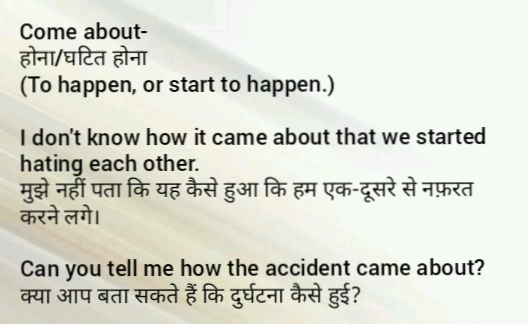 Come about-
होना/घटित होना
(To happen, or start to happen.)
I don't know how it came about that we started
hating each other.
मुझे नहीं पता कि यह कैसे हुआ कि हम एक-दूसरे से नफ़रत
करने लगे।
Can you tell me how the accident came about?
क्या आप बता सकते हैं कि दुर्घटना कैसे हुई?